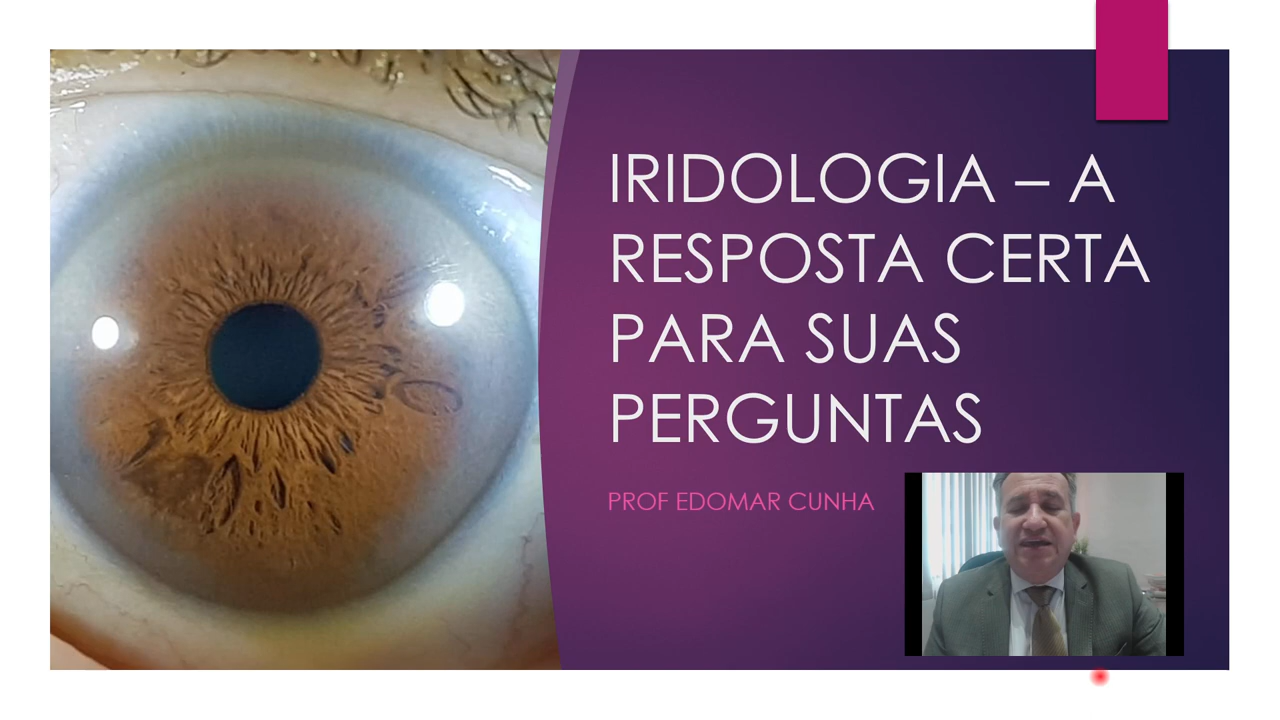 IRIDOLOGIA – A
RESPOSTA CERTA
PARA SUAS
PERGUNTAS
PROF EDOMAR CUNHA